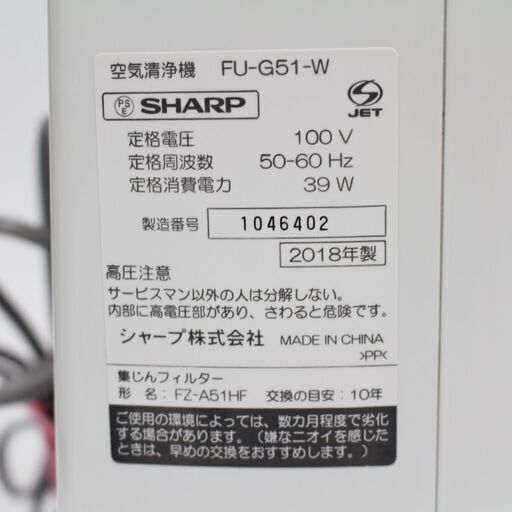 空気清浄機 FU-G51-W
PS E SHARP
S JET
定格電圧 100 V
定格周波数 50-60 Hz
定格消費電力 39 W
製造番号 1046402
2018年製
高圧注意
サービスマン以外の人は分解しない。
内部に高電圧部があり、さわると危険です。
シャープ株式会社 MADE IN CHINA
>PP<
集じんフィルター
形 名：FZ-A51HF 交換の目安：10年
ご使用の環境によっては、数カ月程度で劣化
する場合があります。（嫌なニオイを感じた
ときは、早めの交換をおすすめします。）